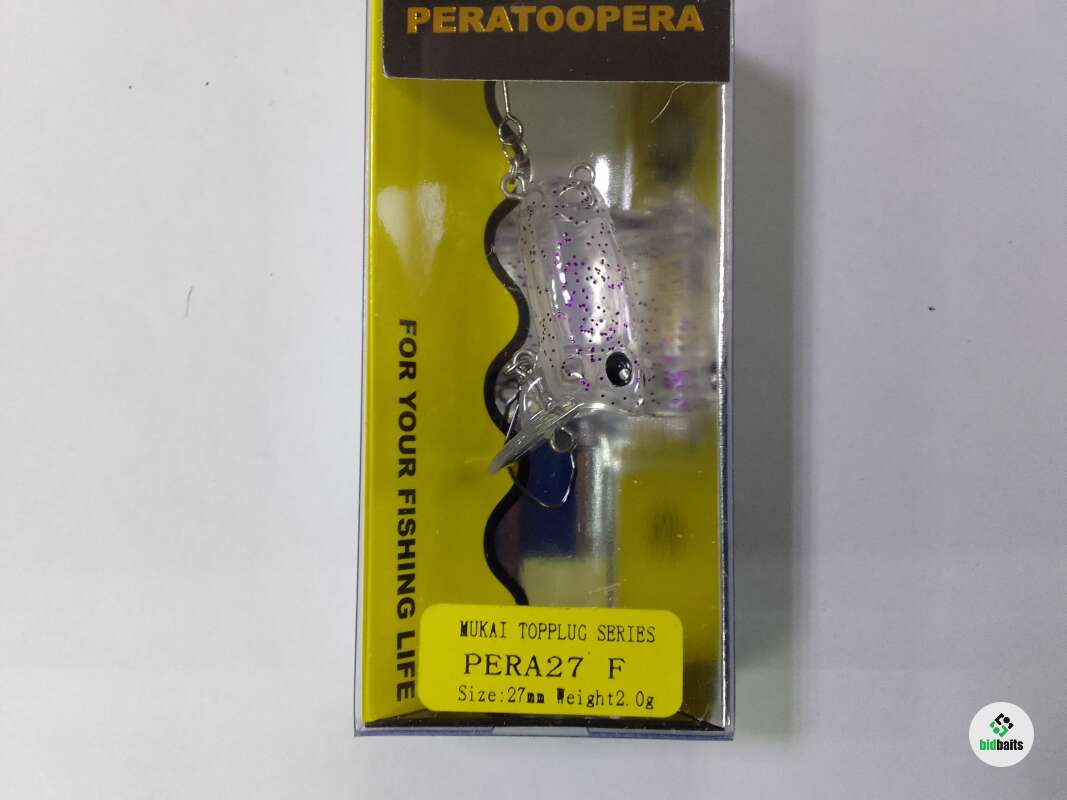 PERATOOPERA
FOR YOUR FISHING LIFE
MUKAI TOPPLUG SERIES
PERA27 F
Size:27mm Weight2.0g
bidbaits